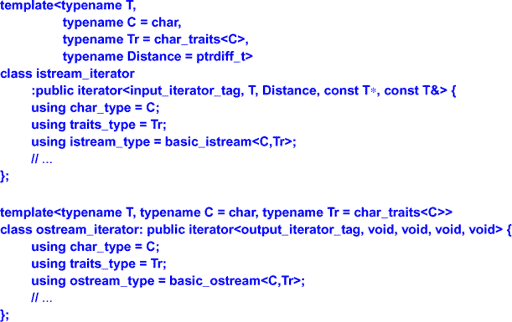 template<typename T,
typename C = char,
typename Tr = char_traits<C>,
typename Distance = ptrdiff_t>
class istream_iterator
:public iterator<input_iterator_tag, T, Distance, const T*, const T&> {
using char_type = C;
using traits_type = Tr;
using istream_type = basic_istream<C,Tr>;
// ...
};
template<typename T, typename C = char, typename Tr = char_traits<C>>
class ostream_iterator: public iterator<output_iterator_tag, void, void, void, void> {
using char_type = C;
using traits_type = Tr;
using ostream_type = basic_ostream<C,Tr>;
// ...
};